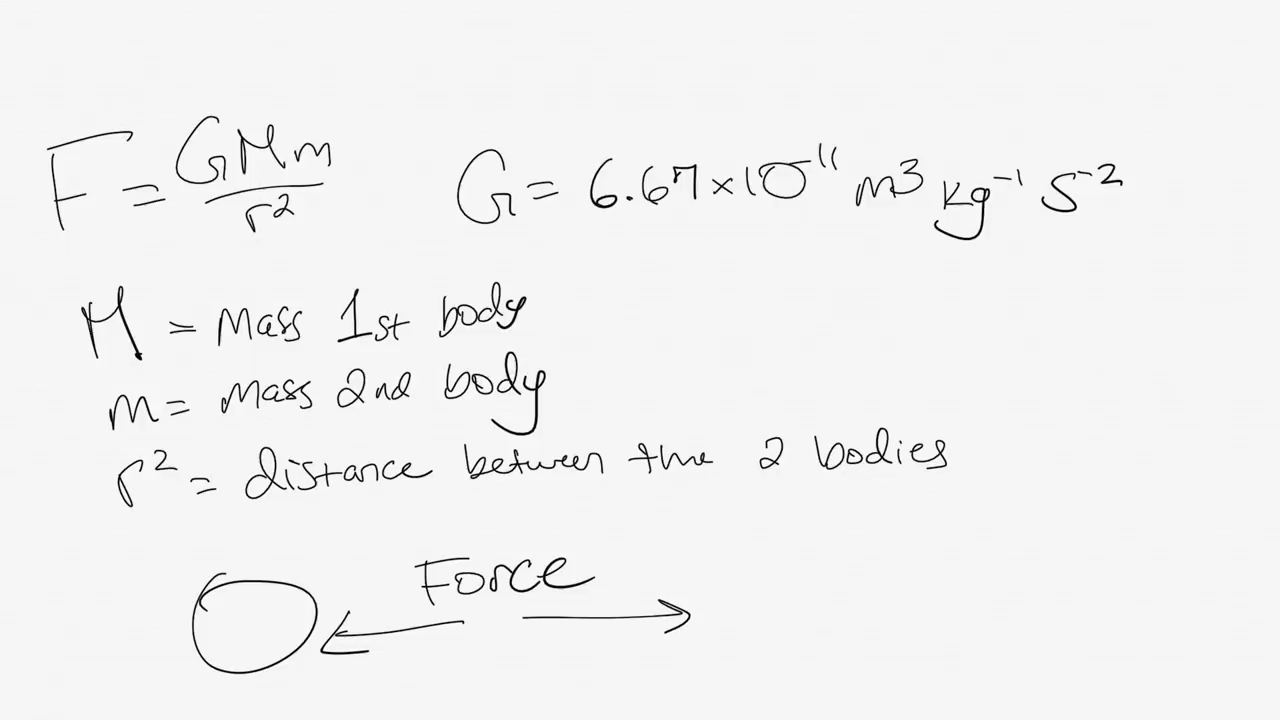 F = GMm/r² G = 6.67×10⁻¹¹ m³ kg⁻¹ s⁻²
M = Mass 1st body
m = Mass 2nd body
r² = distance between the 2 bodies
Force